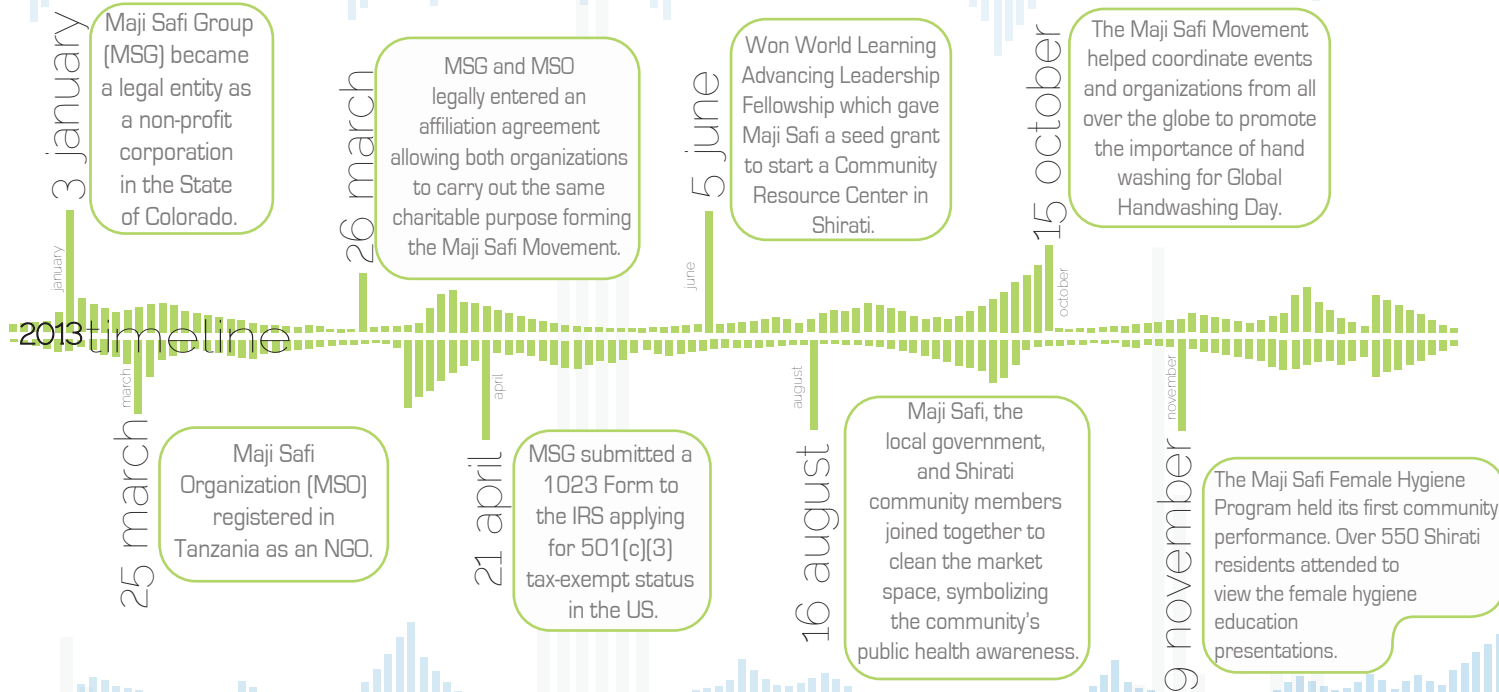 3 january
Maji Safi Group
(MSG) became
a legal entity as
a non-profit
corporation
in the State
of Colorado.
26 march
MSG and MSO
legally entered an
affiliation agreement
allowing both organizations
to carry out the same
charitable purpose forming
the Maji Safi Movement.
5 june
Won World Learning
Advancing Leadership
Fellowship which gave
Maji Safi a seed grant
to start a Community
Resource Center in
Shirati.
15 october
The Maji Safi Movement
helped coordinate events
and organizations from all
over the globe to promote
the importance of hand
washing for Global
Handwashing Day.
january
june
october
2013 timeline
march
april
august
november
25 march
Maji Safi
Organization (MSO)
registered in
Tanzania as an NGO.
21 april
MSG submitted a
1023 Form to
the IRS applying
for 501(c)(3)
tax-exempt status
in the US.
16 august
Maji Safi, the
local government,
and Shirati
community members
joined together to
clean the market
space, symbolizing
the community's
public health awareness.
9 november
The Maji Safi Female Hygiene
Program held its first community
performance. Over 550 Shirati
residents attended to
view the female hygiene
education
presentations.